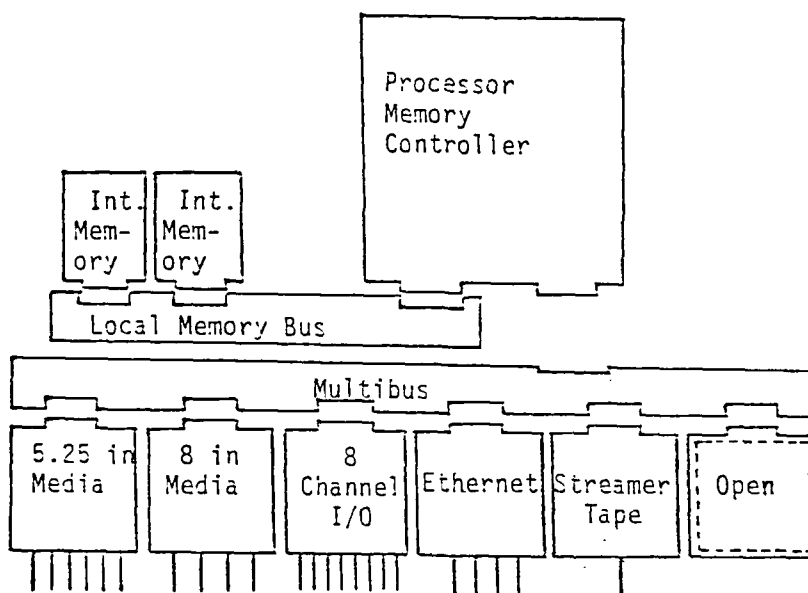 Processor
Memory
Controller
Int.
Mem-
ory
Int.
Mem-
ory
Local Memory Bus
Multibus
5.25 in
Media
8 in
Media
8
Channel
I/O
Ethernet
Streamer
Tape
Open